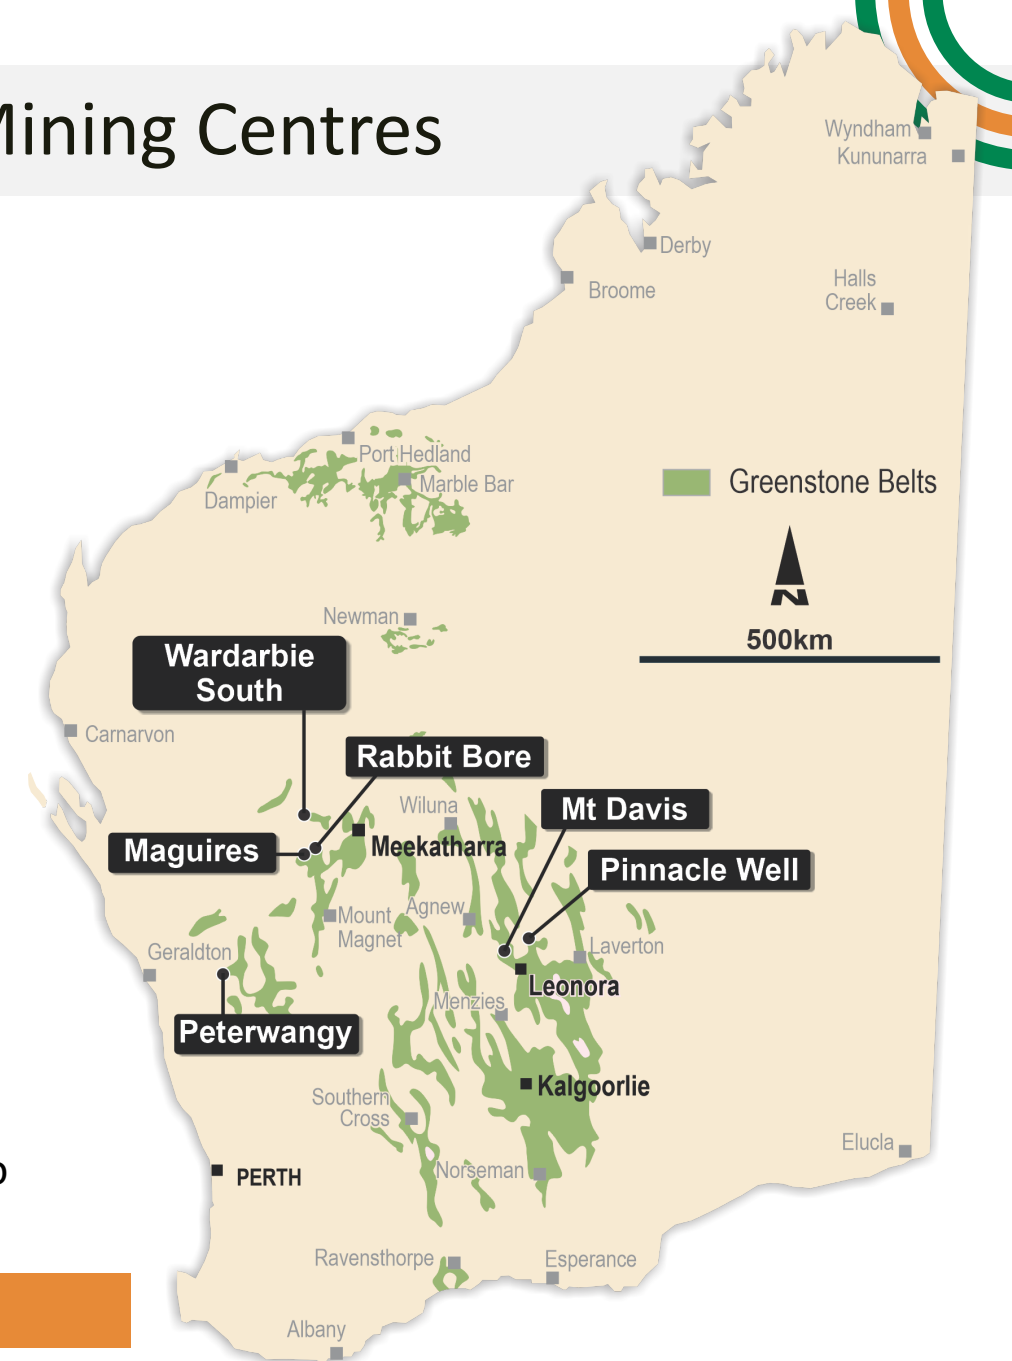 Mining Centres
Wyndham
Kununarra
Derby
Broome
Halls
Creek
Port Hedland
Marble Bar
Dampier
Greenstone Belts
N
500km
Newman
Wardarbie
South
Carnarvon
Rabbit Bore
Wiluna
Mt Davis
Meekatharra
Maguires
Pinnacle Well
Agnew
Mount
Magnet
Geraldton
Laverton
Leonora
Menzies
Peterwangy
Kalgoorlie
Southern
Cross
Elucla
Norseman
PERTH
Ravensthorpe
Esperance
Albany